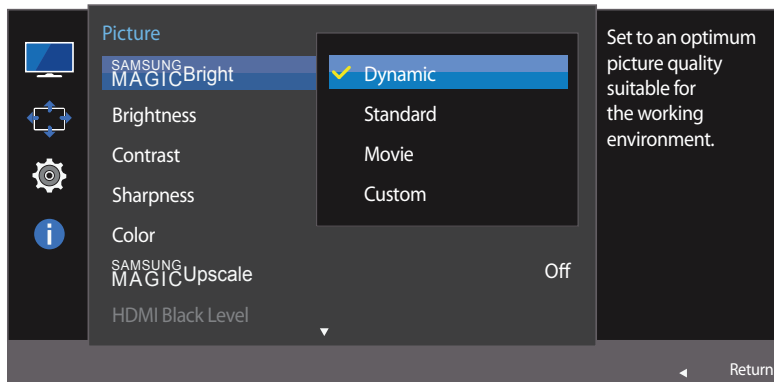 Picture
SAMSUNG
MAGICBright
Brightness
Contrast
Sharpness
Color
SAMSUNG
MAGICUpscale
Off
HDMI Black Level
Dynamic
Standard
Movie
Custom
Set to an optimum
picture quality
suitable for
the working
environment.
Return